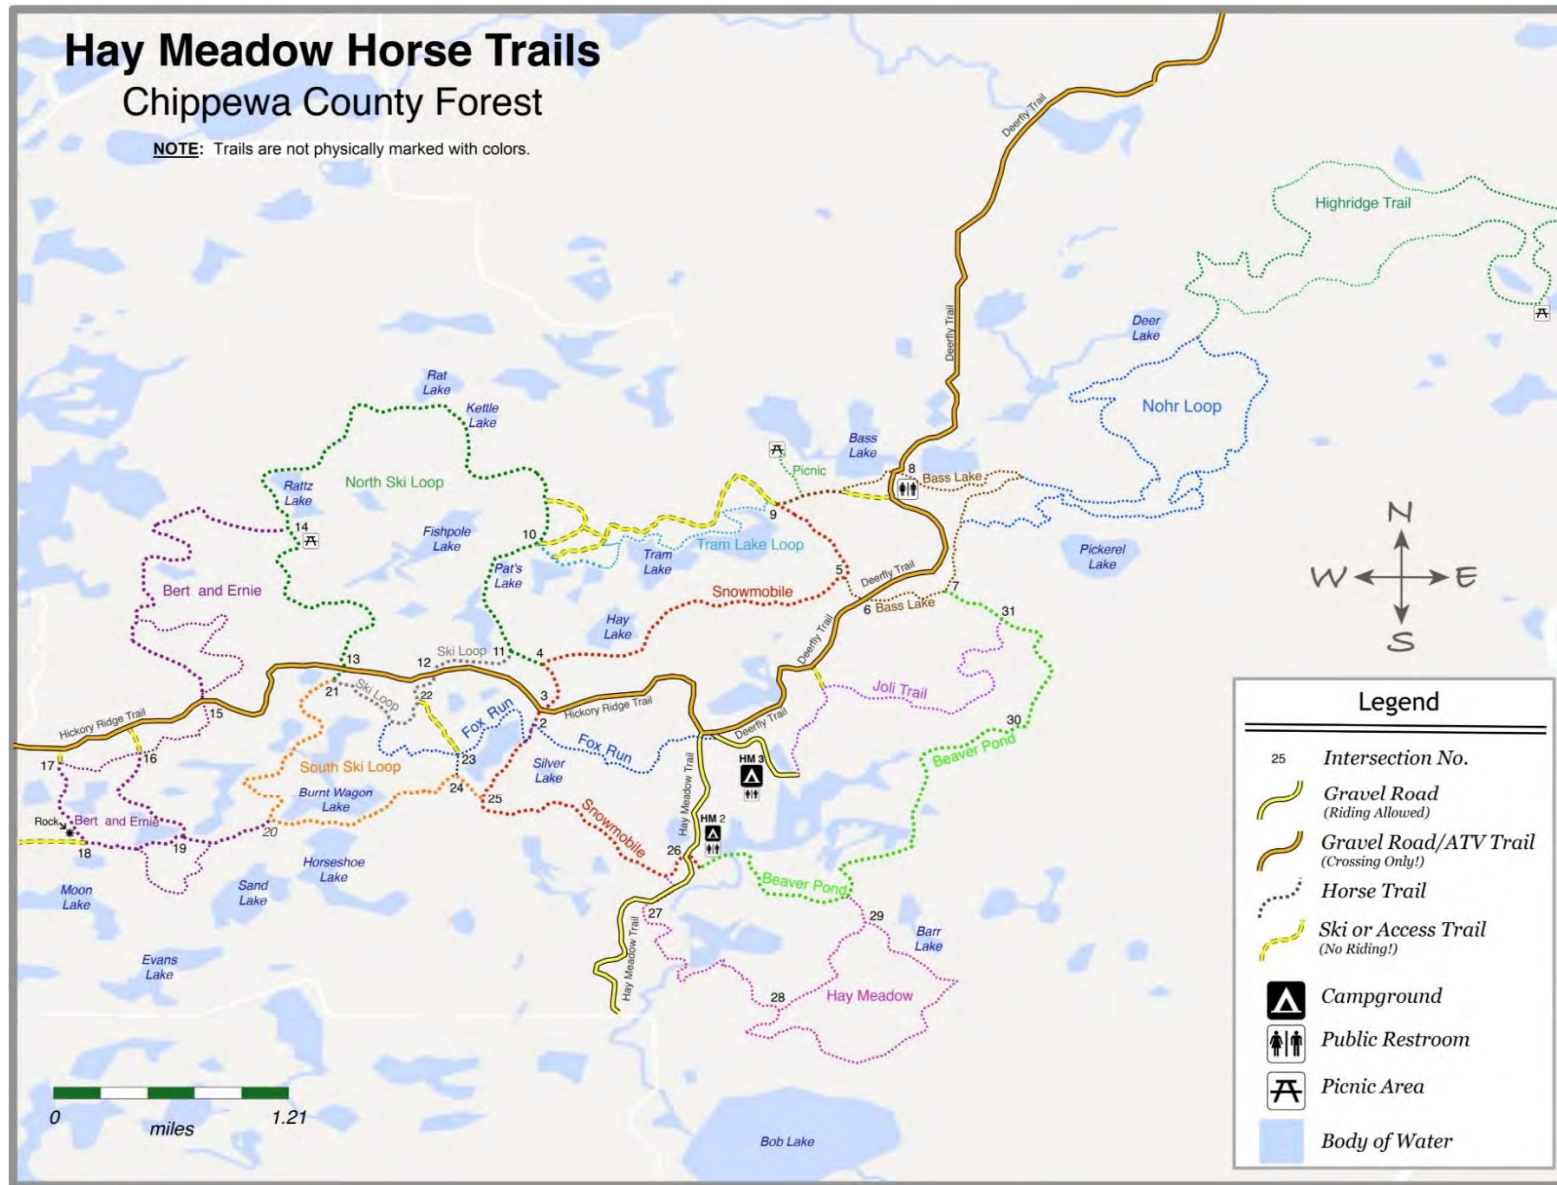 Hay Meadow Horse Trails
Chippewa County Forest
NOTE: Trails are not physically marked with colors.
Deerfly Trail
Highridge Trail
Deerfly Trail
Deer
Lake
Rat
Lake
Kettle
Lake
Nohr Loop
Bass
Lake
8
Bass Lake
Picnic
North Ski Loop
Rattz
Lake
14
9
Fishpole
Lake
10
Tram Lake Loop
Tram
Lake
Pickerel
Lake
Pat's
Lake
5
Deerfly Trail
7
6
Bass Lake
Bert and Ernie
Snowmobile
31
Hay
Lake
Deerfly Trail
13
12
Ski Loop
11
4
21
Ski Loop
22
3
Joli Trail
15
Hickory Ridge Trail
Fox Run
2
Hickory Ridge Trail
Deerfly Trail
30
Fox Run
Beaver Pond
17
16
South Ski Loop
23
Silver
Lake
HM 3
24
25
Hay Meadow Trail
Burnt Wagon
Lake
Rock
Bert and Ernie
20
Snowmobile
HM 2
18
19
26
Horseshoe
Lake
Beaver Pond
Moon
Lake
Sand
Lake
27
29
Barr
Lake
Evans
Lake
Hay Meadow Trail
28
Hay Meadow
0
1.21
miles
Bob Lake
N
W
E
S
Legend
25
Intersection No.
Gravel Road
(Riding Allowed)
Gravel Road/ATV Trail
(Crossing Only!)
Horse Trail
Ski or Access Trail
(No Riding!)
Campground
Public Restroom
Picnic Area
Body of Water